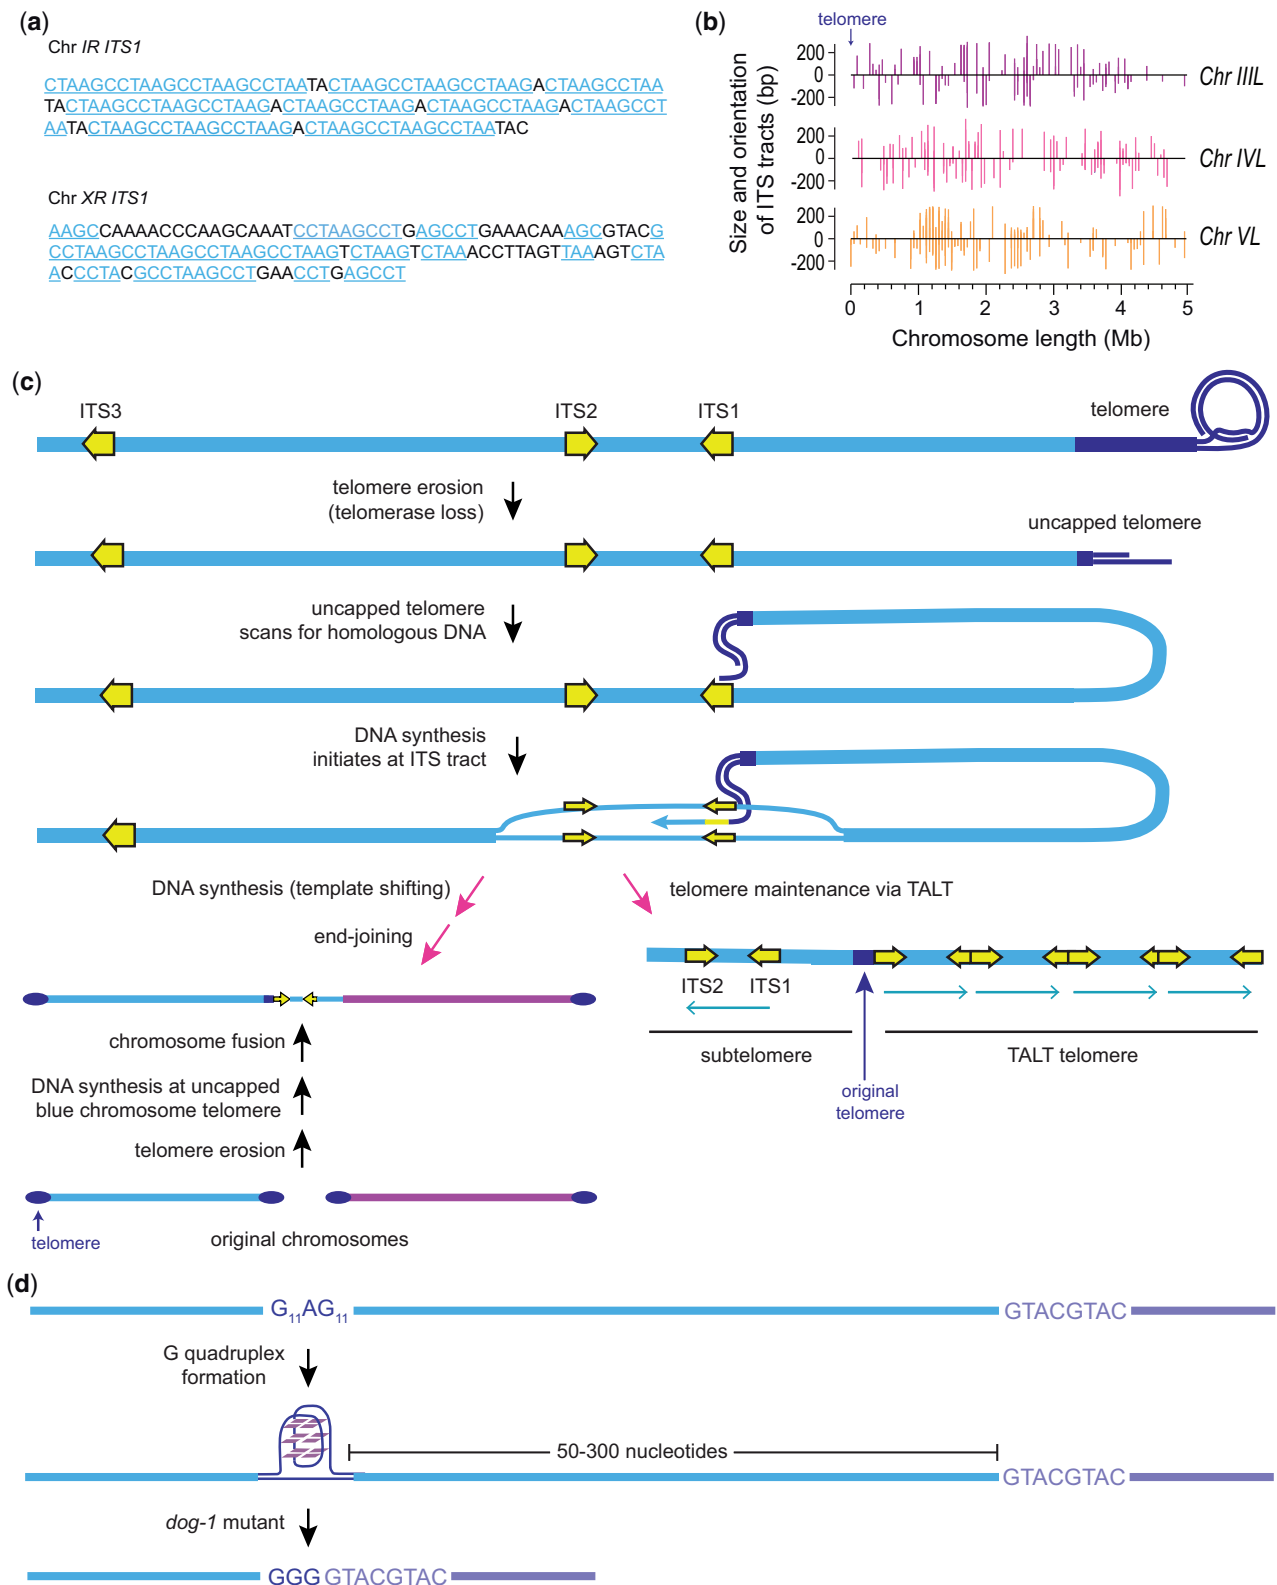 (a)
Chr IR ITS1
CTAAGCCTAAGCCTAAGCCTAATACTAAGCCTAAGCCTAAGACTAAGCCTAA
TACTAAGCCTAAGCCTAAGACTAAGCCTAAGACTAAGCCTAAGACTAAGCCT
AATACTAAGCCTAAGCCTAAGACTAAGCCTAAGCCTAATAC
Chr XR ITS1
AAGCCAAAACCCAAGCAAATCCTAAGCCTGAGCCTGAAACAAAGCGTACG
CCTAAGCCTAAGCCTAAGCCTAAGTCTAAGTCTAAACCTTAGTTAAAGTCTA
ACCCTACGCCTAAGCCTGAACCTGAGCCT
(b)
telomere
Size and orientation
of ITS tracts (bp)
200
0
-200
Chr IIIL
200
0
-200
Chr IVL
200
0
-200
Chr VL
0 1 2 3 4 5
Chromosome length (Mb)
(c)
ITS3 ITS2 ITS1 telomere
telomere erosion
(telomerase loss)
uncapped telomere
uncapped telomere
scans for homologous DNA
DNA synthesis
initiates at ITS tract
DNA synthesis (template shifting)
end-joining
telomere maintenance via TALT
ITS2 ITS1
subtelomere
TALT telomere
original
telomere
chromosome fusion
DNA synthesis at uncapped
blue chromosome telomere
telomere erosion
telomere
original chromosomes
(d)
G11AG11 GTACGTAC
G quadruplex
formation
50-300 nucleotides
GTACGTAC
dog-1 mutant
GGG GTACGTAC